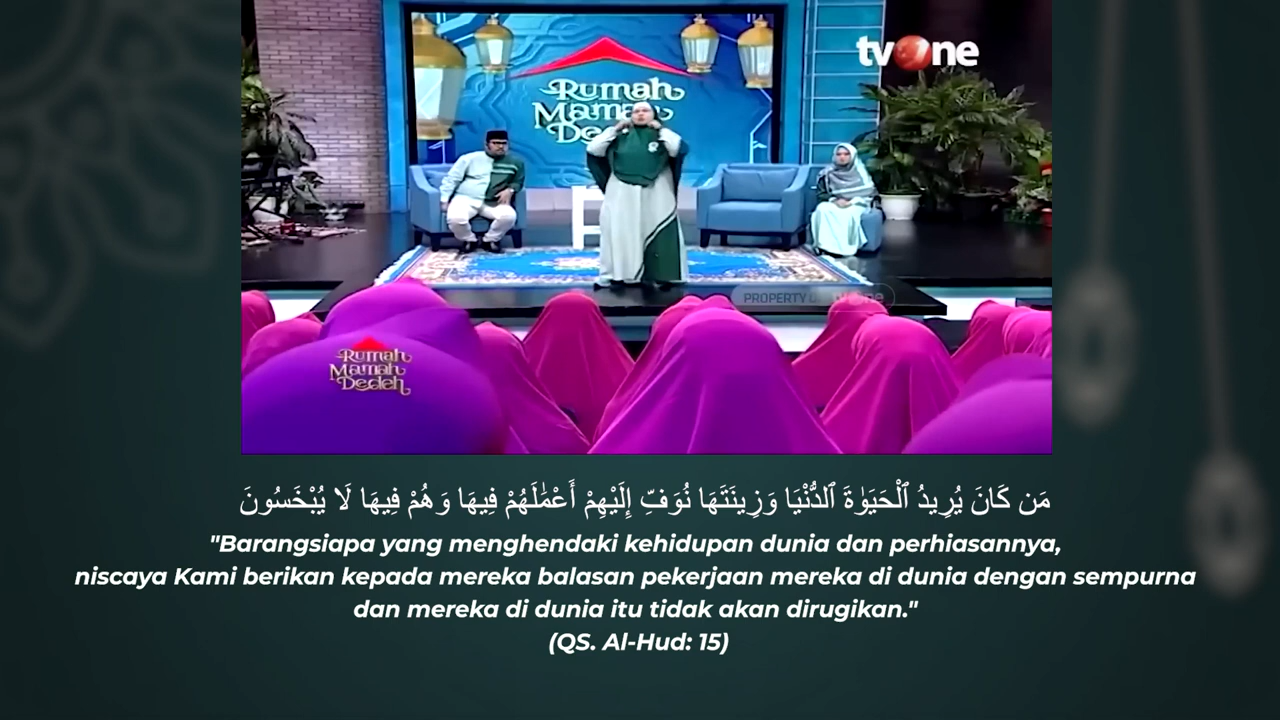 tvOne
Rumah
Mamah
Dedeh
PROPERTY
Rumah
Mamah
Dedeh
مَن كَانَ يُرِيدُ ٱلْحَيَوٰةَ ٱلدُّنْيَا وَزِينَتَهَا نُوَفِّ إِلَيْهِمْ أَعْمَٰلَهُمْ فِيهَا وَهُمْ فِيهَا لَا يُبْخَسُونَ
"Barangsiapa yang menghendaki kehidupan dunia dan perhiasannya,
niscaya Kami berikan kepada mereka balasan pekerjaan mereka di dunia dengan sempurna
dan mereka di dunia itu tidak akan dirugikan."
(QS. Al-Hud: 15)